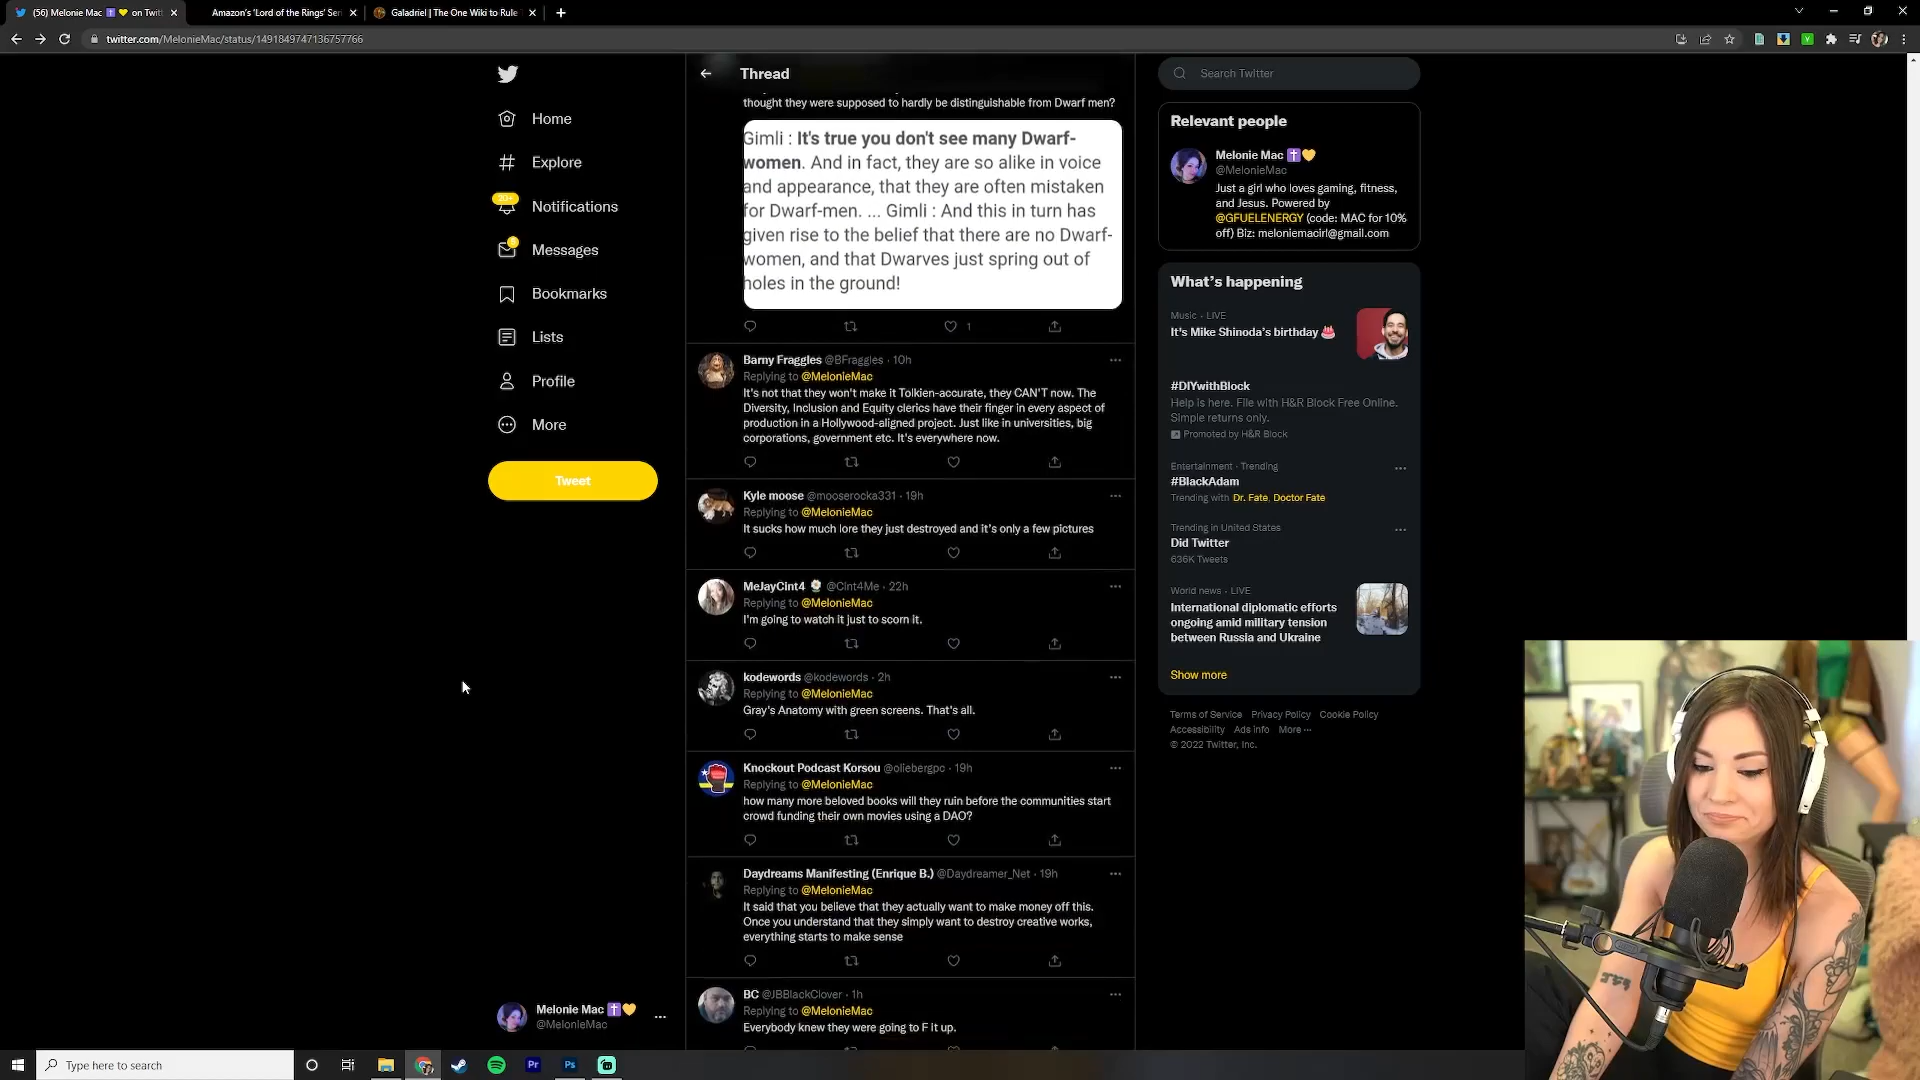 (56) Melonie Mac ✝️💛 on Twit
Amazon's 'Lord of the Rings' Seri
Galadriel | The One Wiki to Rule
twitter.com/MelonieMac/status/1491849747136757766
20+
Home
Explore
Notifications
Messages
Bookmarks
Lists
Profile
More
Tweet
Melonie Mac ✝️💛
@MelonieMac
Thread
thought they were supposed to hardly be distinguishable from Dwarf men?
Gimli : It's true you don't see many Dwarf-
women. And in fact, they are so alike in voice
and appearance, that they are often mistaken
for Dwarf-men. ... Gimli : And this in turn has
given rise to the belief that there are no Dwarf-
women, and that Dwarves just spring out of
holes in the ground!
1
Barny Fraggles @BFraggles · 10h
Replying to @MelonieMac
It's not that they won't make it Tolkien-accurate, they CAN'T now. The
Diversity, Inclusion and Equity clerics have their finger in every aspect of
production in a Hollywood-aligned project. Just like in universities, big
corporations, government etc. It's everywhere now.
Kyle moose @mooserocka331 · 19h
Replying to @MelonieMac
It sucks how much lore they just destroyed and it's only a few pictures
MeJayCint4 @Cint4Me · 22h
Replying to @MelonieMac
I'm going to watch it just to scorn it.
kodewords @kodewords · 2h
Replying to @MelonieMac
Gray's Anatomy with green screens. That's all.
Knockout Podcast Korsou @oliebergpc · 19h
Replying to @MelonieMac
how many more beloved books will they ruin before the communities start
crowd funding their own movies using a DAO?
Daydreams Manifesting (Enrique B.) @Daydreamer_Net · 19h
Replying to @MelonieMac
It said that you believe that they actually want to make money off this.
Once you understand that they simply want to destroy creative works,
everything starts to make sense
BC @JBBlackClover · 1h
Replying to @MelonieMac
Everybody knew they were going to F it up.
Search Twitter
Relevant people
Melonie Mac ✝️💛
@MelonieMac
Just a girl who loves gaming, fitness,
and Jesus. Powered by
@GFUELENERGY (code: MAC for 10%
off) Biz: meloniemacirl@gmail.com
What's happening
Music · LIVE
It's Mike Shinoda's birthday 🎂
#DIYwithBlock
Help is here. File with H&R Block Free Online.
Simple returns only.
Promoted by H&R Block
Entertainment · Trending
#BlackAdam
Trending with Dr. Fate, Doctor Fate
Trending in United States
Did Twitter
636K Tweets
World news · LIVE
International diplomatic efforts
ongoing amid military tension
between Russia and Ukraine
Show more
Terms of Service Privacy Policy Cookie Policy
Accessibility Ads info More ···
© 2022 Twitter, Inc.
Type here to search
Pr
Ps